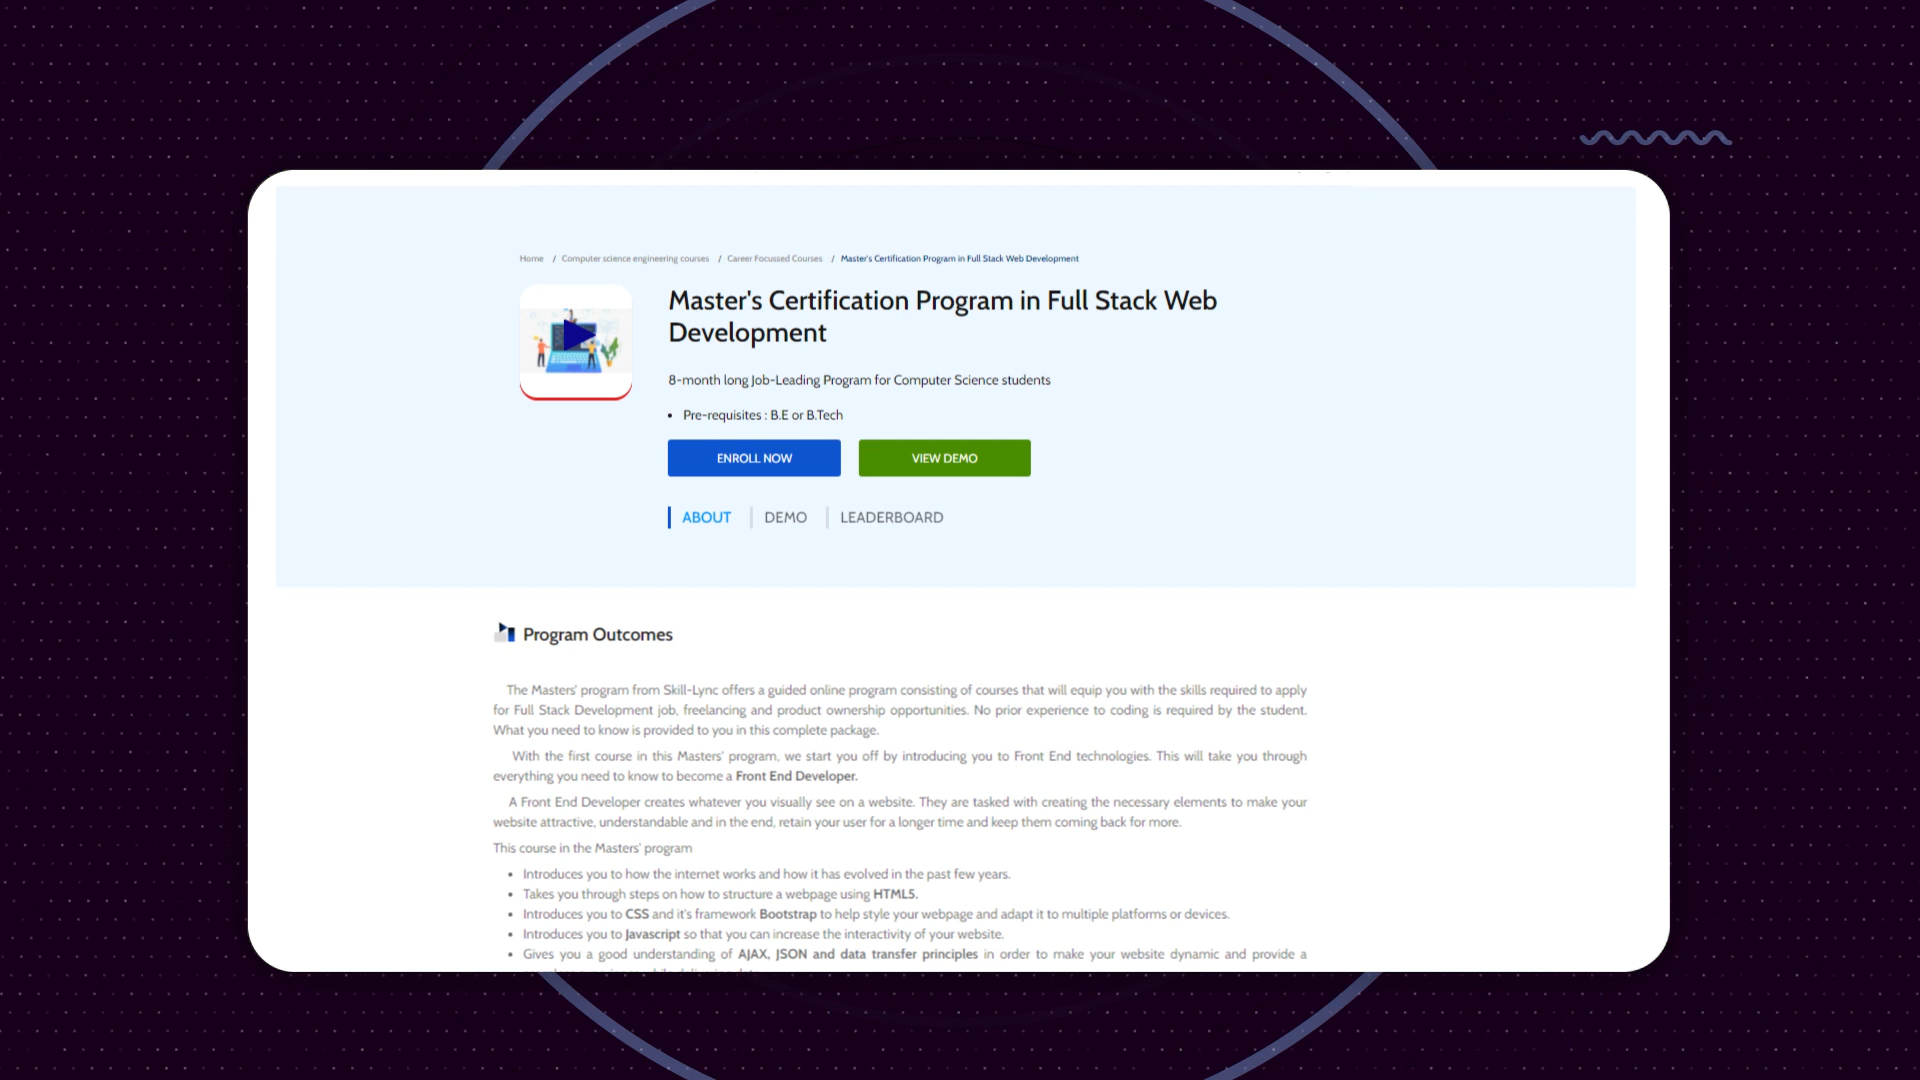 Home / Computer science engineering courses / Career Focussed Courses / Master's Certification Program in Full Stack Web Development
Master's Certification Program in Full Stack Web
Development
8-month long Job-Leading Program for Computer Science students
• Pre-requisites : B.E or B.Tech
ENROLL NOW VIEW DEMO
ABOUT DEMO LEADERBOARD
Program Outcomes
The Masters' program from Skill-Lync offers a guided online program consisting of courses that will equip you with the skills required to apply
for Full Stack Development job, freelancing and product ownership opportunities. No prior experience to coding is required by the student.
What you need to know is provided to you in this complete package.
With the first course in this Masters' program, we start you off by introducing you to Front End technologies. This will take you through
everything you need to know to become a Front End Developer.
A Front End Developer creates whatever you visually see on a website. They are tasked with creating the necessary elements to make your
website attractive, understandable and in the end, retain your user for a longer time and keep them coming back for more.
This course in the Masters' program
• Introduces you to how the internet works and how it has evolved in the past few years.
• Takes you through steps on how to structure a webpage using HTML5.
• Introduces you to CSS and it's framework Bootstrap to help style your webpage and adapt it to multiple platforms or devices.
• Introduces you to Javascript so that you can increase the interactivity of your website.
• Gives you a good understanding of AJAX, JSON and data transfer principles in order to make your website dynamic and provide a